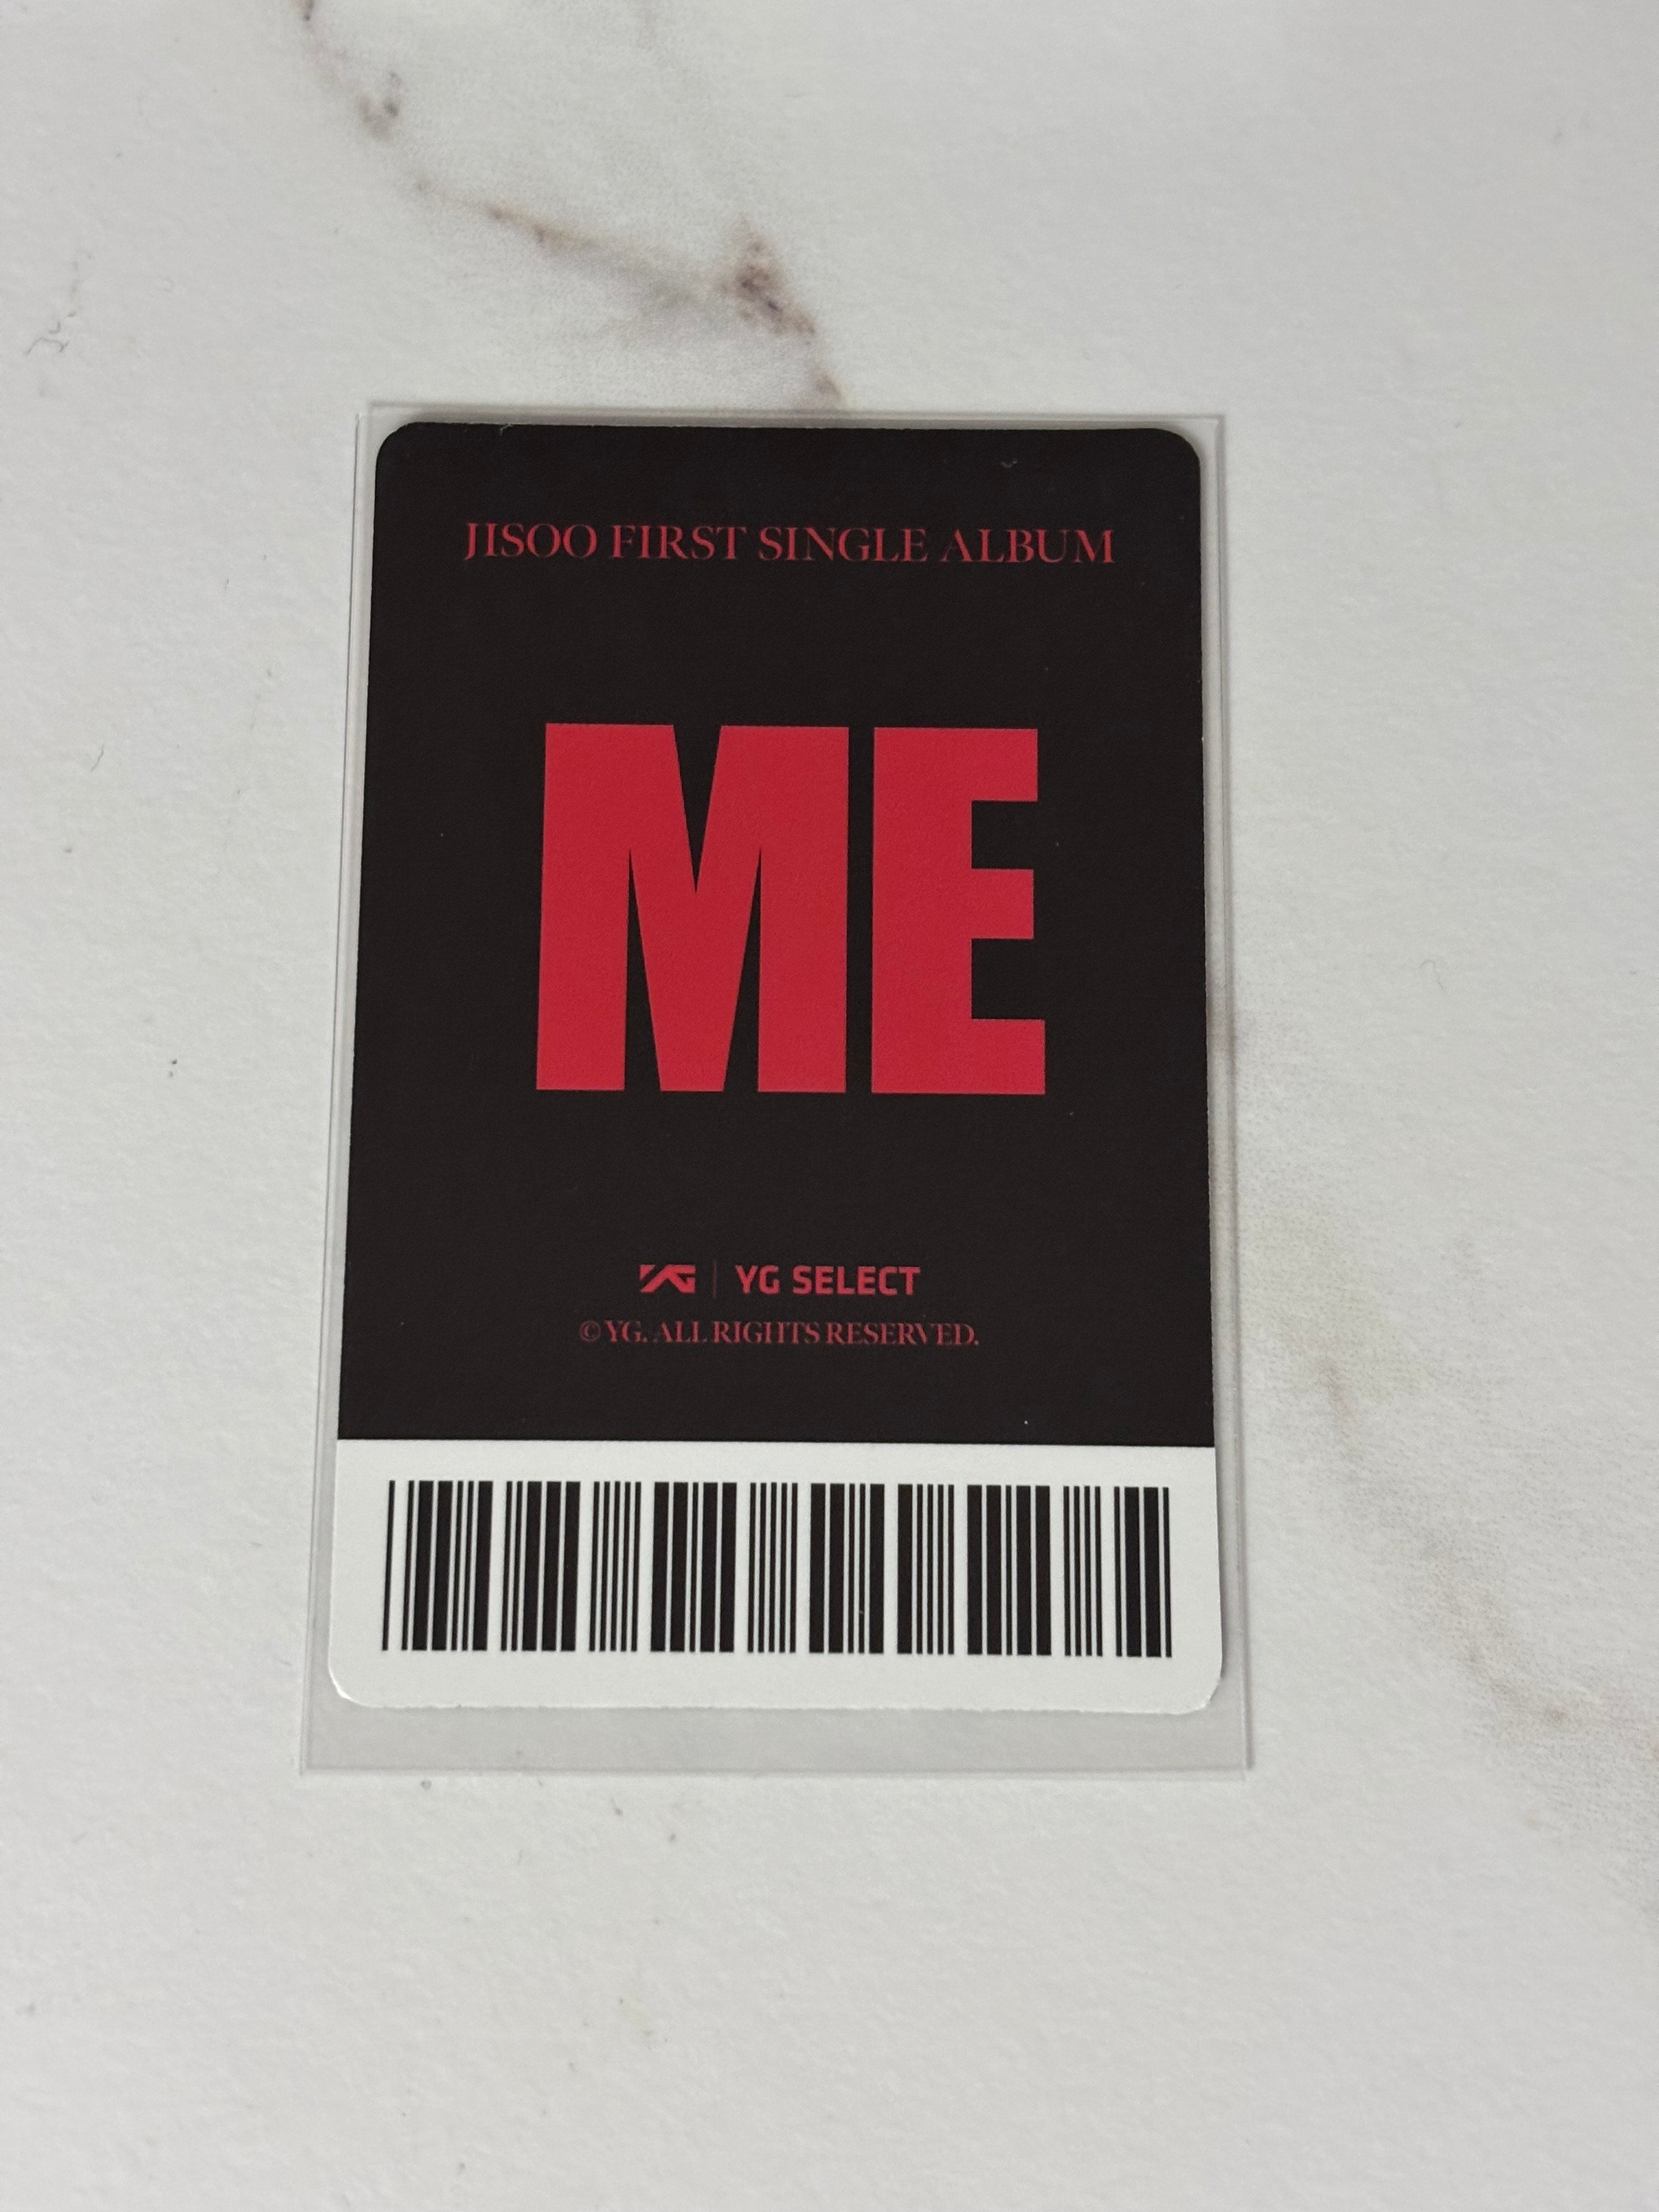 JISOO FIRST SINGLE ALBUM
ME
YG | YG SELECT
© YG. ALL RIGHTS RESERVED.